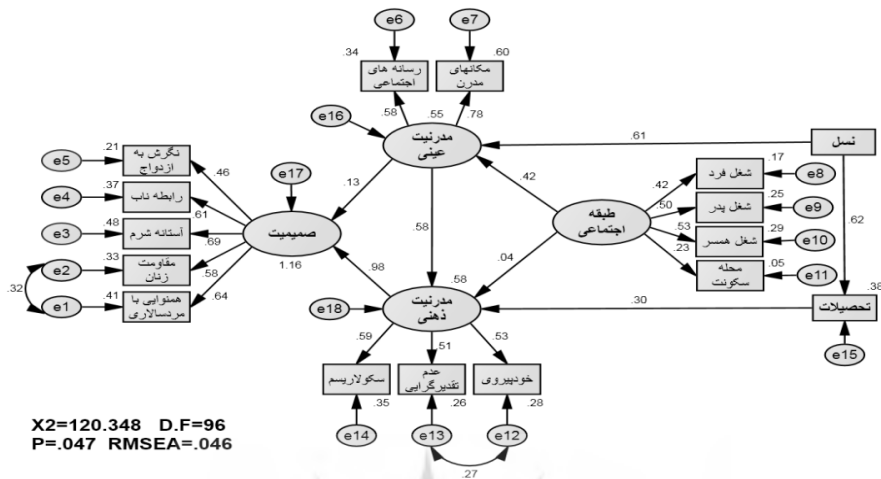 e6
e7
.34
.60
رسانه های
اجتماعی
مکانهای
مدرن
.58
.55
.78
e16
مدرنیت
عینی
.61
نسل
e5
.21
نگرش به
ازدواج
.46
e17
.13
.42
.42
شغل فرد
.17
e8
e4
.37
رابطه ناب
.61
.50
شغل پدر
.25
e9
e3
.48
آستانه شرم
.69
صمیمیت
1.16
.58
طبقه
اجتماعی
.53
شغل همسر
.29
e10
.62
e2
.33
مقاومت
زنان
.58
.23
محله
سکونت
.05
e11
.32
e1
.41
همنوایی با
مردسالاری
.64
.98
.04
.58
e18
مدرنیت
ذهنی
.30
تحصیلات
.38
e15
.59
.51
.53
سکولاریسم
عدم
تقدیرگرایی
خودپیروی
.35
.26
.28
e14
e13
e12
.27
X2=120.348 D.F=96
P=.047 RMSEA=.046